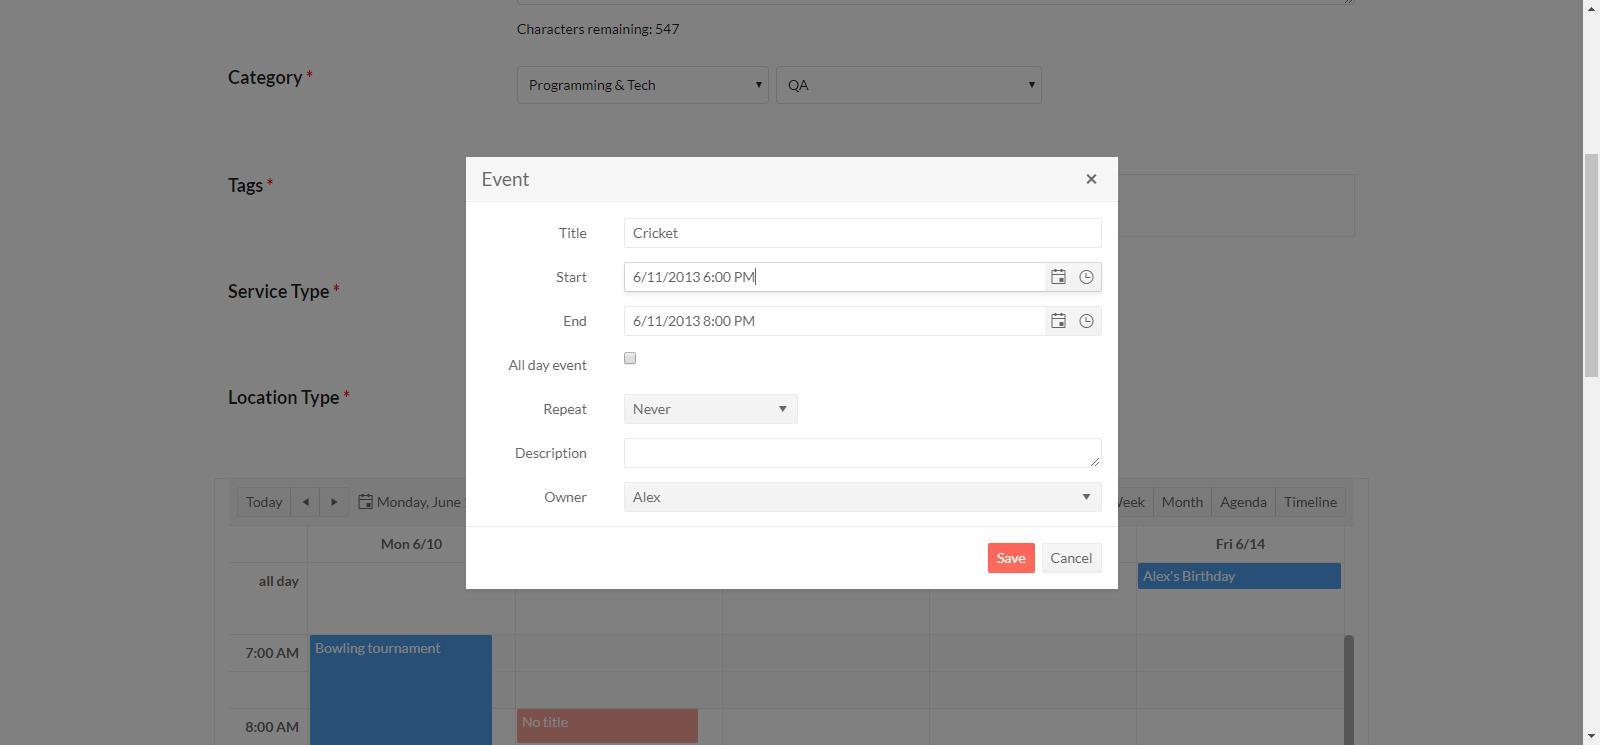 Characters remaining: 547
Category *
Programming & Tech
QA
Tags *
Service Type *
Location Type *
Event
Title
Cricket
Start
6/11/2013 6:00 PM
End
6/11/2013 8:00 PM
All day event
Repeat
Never
Description
Owner
Alex
Save
Cancel
Today
Monday, June
Month
Agenda
Timeline
Mon 6/10
Fri 6/14
all day
Alex's Birthday
7:00 AM
Bowling tournament
8:00 AM
No title